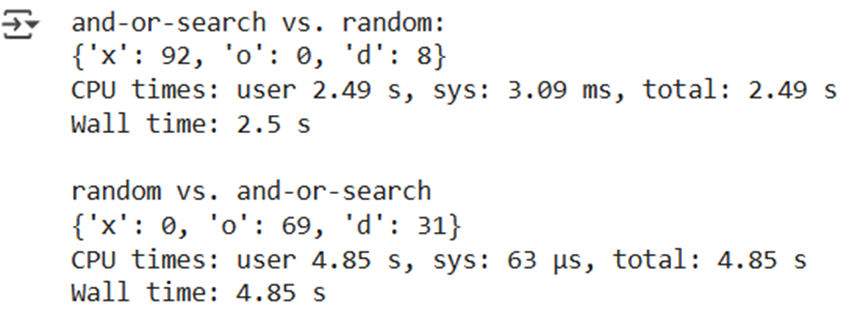 and-or-search vs. random:
{'x': 92, 'o': 0, 'd': 8}
CPU times: user 2.49 s, sys: 3.09 ms, total: 2.49 s
Wall time: 2.5 s
random vs. and-or-search
{'x': 0, 'o': 69, 'd': 31}
CPU times: user 4.85 s, sys: 63 µs, total: 4.85 s
Wall time: 4.85 s